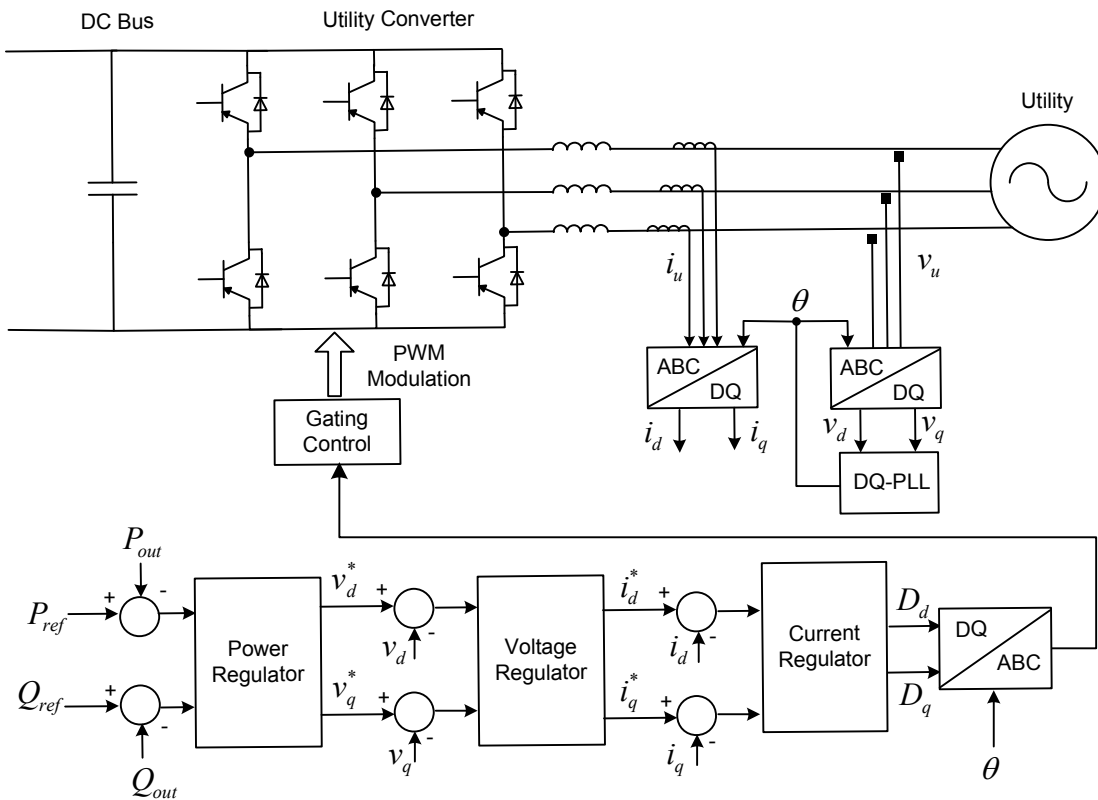 DC Bus
Utility Converter
Utility
i_u
v_u
θ
PWM
Modulation
ABC
DQ
ABC
DQ
Gating
Control
i_d
i_q
v_d
v_q
DQ-PLL
P_out
P_ref
+
-
Power
Regulator
v_d^*
+
-
v_d
Voltage
Regulator
i_d^*
+
-
i_d
Current
Regulator
D_d
DQ
ABC
Q_ref
+
-
Q_out
v_q^*
+
-
v_q
i_q^*
+
-
i_q
D_q
θ